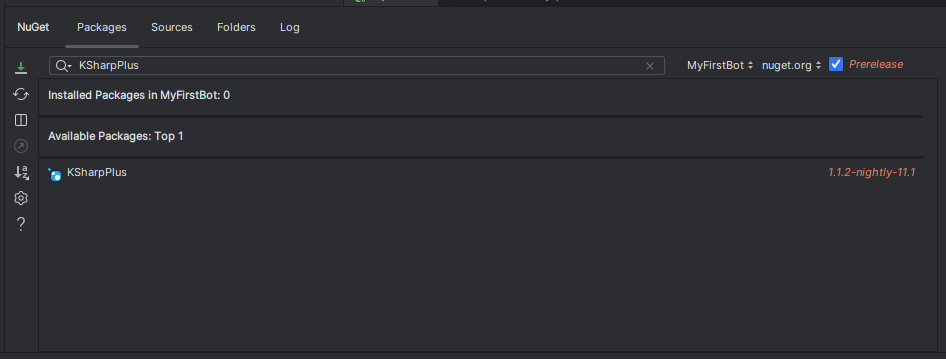 NuGet Packages Sources Folders Log
KSharpPlus MyFirstBot nuget.org Prerelease
Installed Packages in MyFirstBot: 0
Available Packages: Top 1
KSharpPlus 1.1.2-nightly-11.1